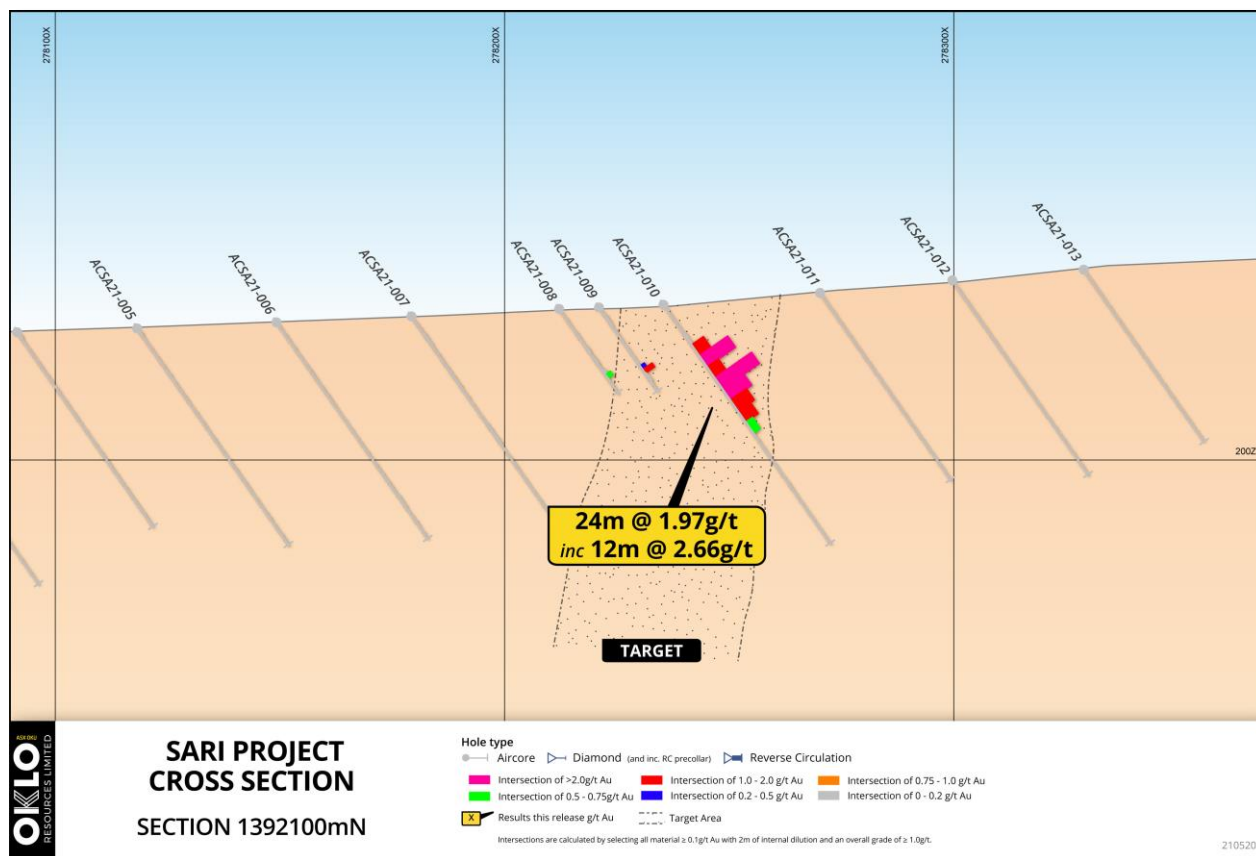 278100X
278200X
278300X
ACSA21-005
ACSA21-006
ACSA21-007
ACSA21-008
ACSA21-009
ACSA21-010
ACSA21-011
ACSA21-012
ACSA21-013
200Z
24m @ 1.97g/t
inc 12m @ 2.66g/t
TARGET
ASX:OKU
OKLO
RESOURCES LIMITED
SARI PROJECT
CROSS SECTION
SECTION 1392100mN
Hole type
Aircore Diamond (and inc. RC precollar) Reverse Circulation
Intersection of >2.0g/t Au Intersection of 1.0 - 2.0 g/t Au Intersection of 0.75 - 1.0 g/t Au
Intersection of 0.5 - 0.75g/t Au Intersection of 0.2 - 0.5 g/t Au Intersection of 0 - 0.2 g/t Au
X Results this release g/t Au Target Area
Intersections are calculated by selecting all material ≥ 0.1g/t Au with 2m of internal dilution and an overall grade of ≥ 1.0g/t.
210520